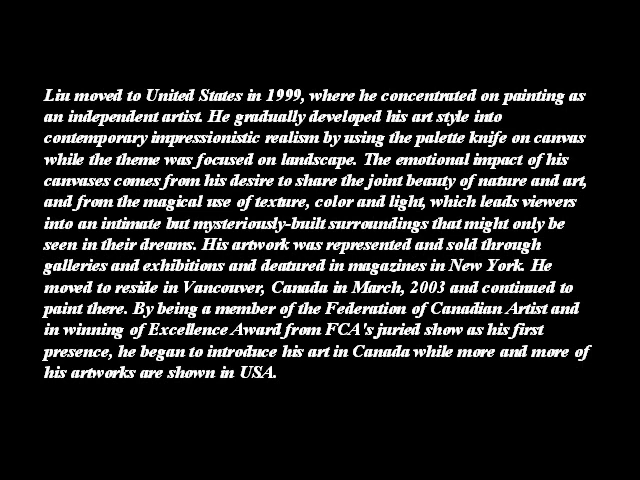 Liu moved to United States in 1999, where he concentrated on painting as
an independent artist. He gradually developed his art style into
contemporary impressionistic realism by using the palette knife on canvas
while the theme was focused on landscape. The emotional impact of his
canvases comes from his desire to share the joint beauty of nature and art,
and from the magical use of texture, color and light, which leads viewers
into an intimate but mysteriously-built surroundings that might only be
seen in their dreams. His artwork was represented and sold through
galleries and exhibitions and deatured in magazines in New York. He
moved to reside in Vancouver, Canada in March, 2003 and continued to
paint there. By being a member of the Federation of Canadian Artist and
in winning of Excellence Award from FCA's juried show as his first
presence, he began to introduce his art in Canada while more and more of
his artworks are shown in USA.